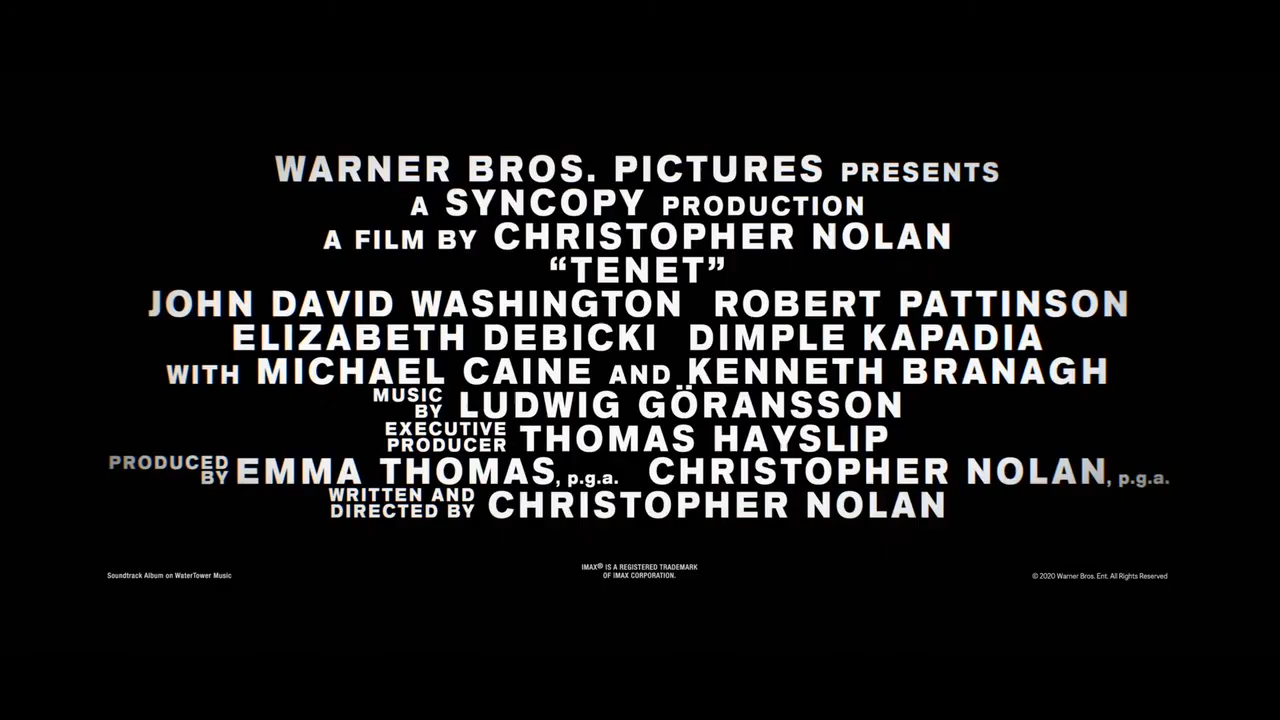 WARNER BROS. PICTURES PRESENTS
A SYNCOPY PRODUCTION
A FILM BY CHRISTOPHER NOLAN
“TENET”
JOHN DAVID WASHINGTON ROBERT PATTINSON
ELIZABETH DEBICKI DIMPLE KAPADIA
WITH MICHAEL CAINE AND KENNETH BRANAGH
MUSIC BY LUDWIG GÖRANSSON
EXECUTIVE PRODUCER THOMAS HAYSLIP
PRODUCED BY EMMA THOMAS, p.g.a. CHRISTOPHER NOLAN, p.g.a.
WRITTEN AND DIRECTED BY CHRISTOPHER NOLAN
Soundtrack Album on WaterTower Music
IMAX® IS A REGISTERED TRADEMARK
OF IMAX CORPORATION.
© 2020 Warner Bros. Ent. All Rights Reserved